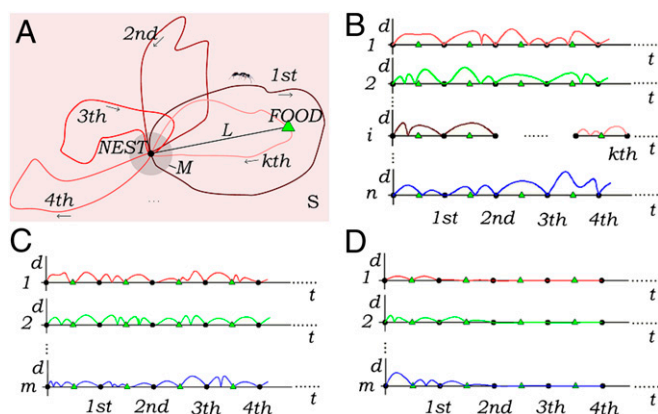 A
2nd
1st
3th
FOOD
NEST
L
kth
M
4th
...
S
B
d
1
t
d
2
t
d
i
......
kth
t
d
n
1st 2nd 3th 4th
t
C
d
1
t
d
2
t
d
m
1st 2nd 3th 4th
t
D
d
1
t
d
2
t
d
m
1st 2nd 3th 4th
t